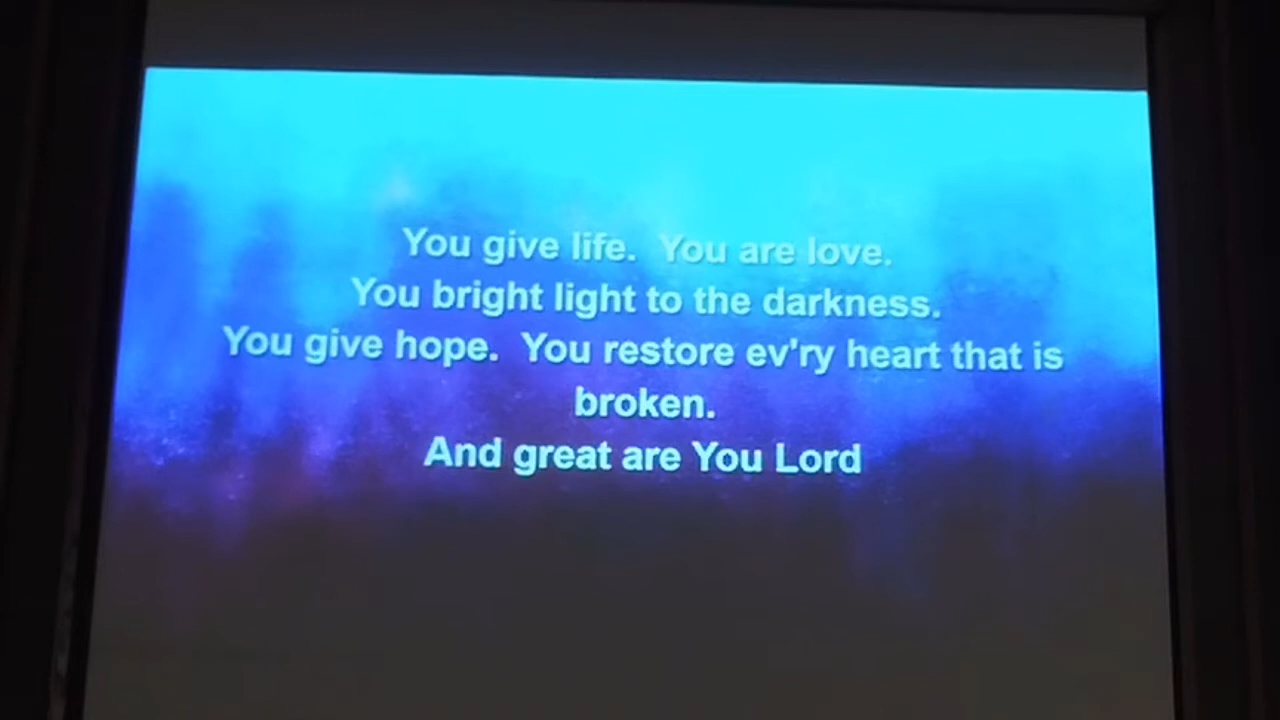 You give life.  You are love.
You bright light to the darkness.
You give hope.  You restore ev'ry heart that is
broken.
And great are You Lord